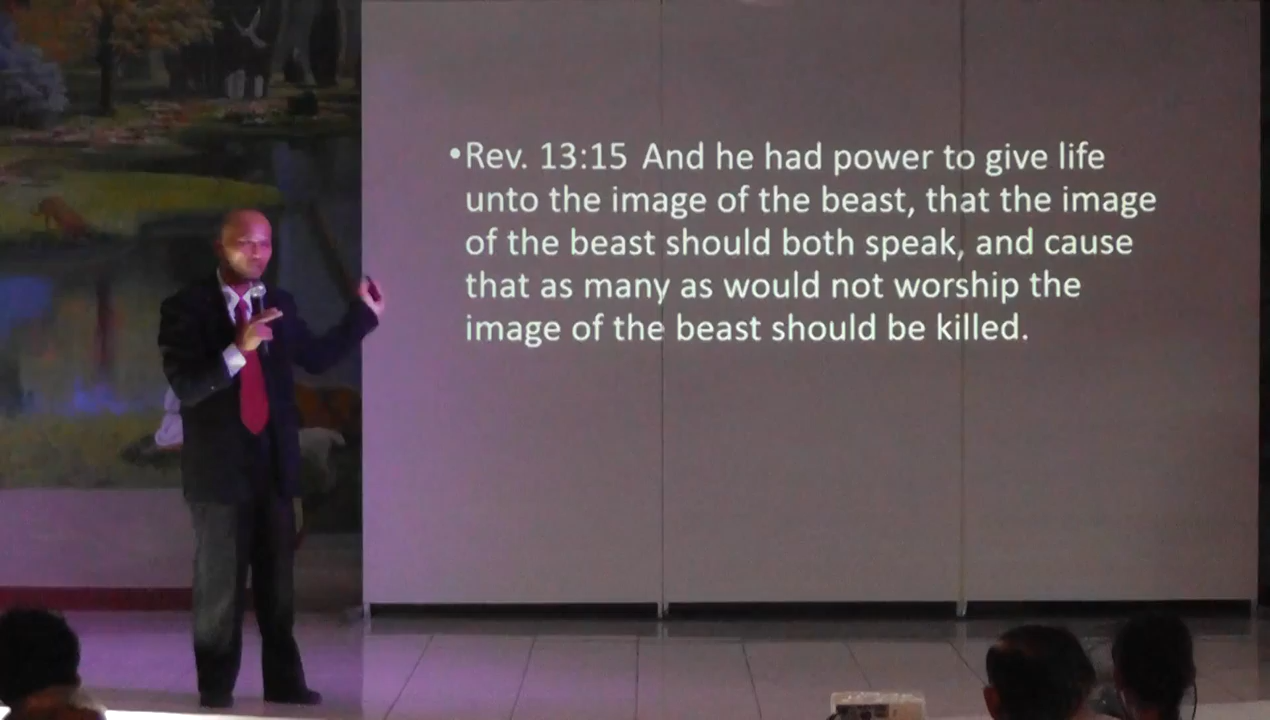 •Rev. 13:15 And he had power to give life
unto the image of the beast, that the image
of the beast should both speak, and cause
that as many as would not worship the
image of the beast should be killed.